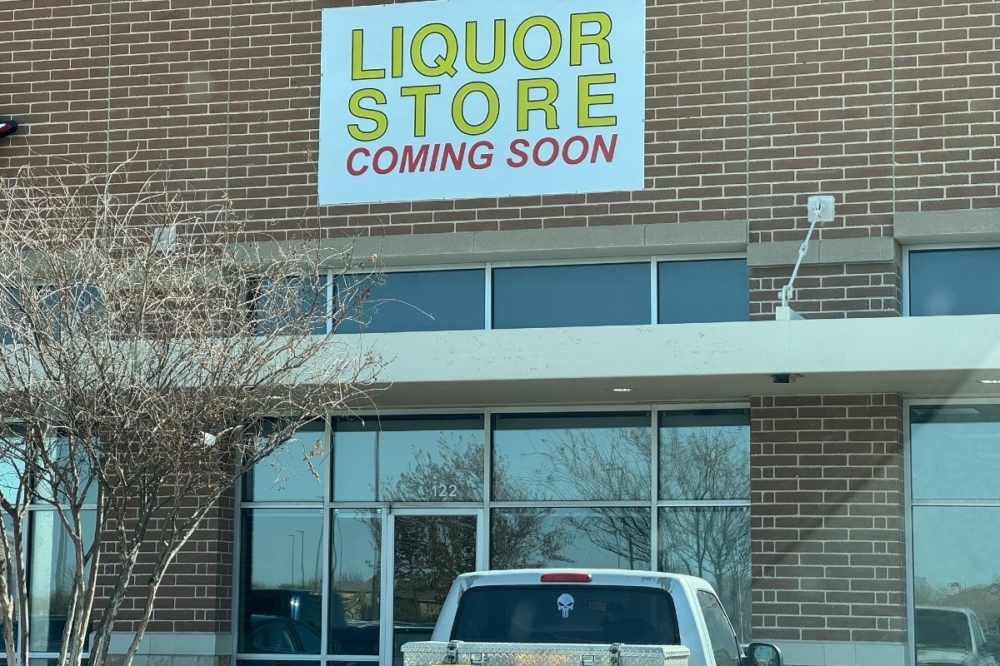 LIQUOR
STORE
COMING SOON
122